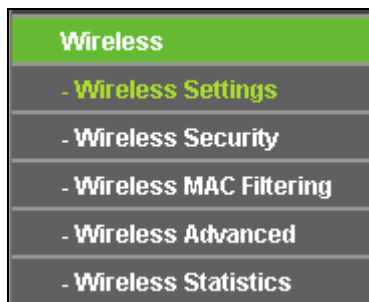 Wireless
- Wireless Settings
- Wireless Security
- Wireless MAC Filtering
- Wireless Advanced
- Wireless Statistics